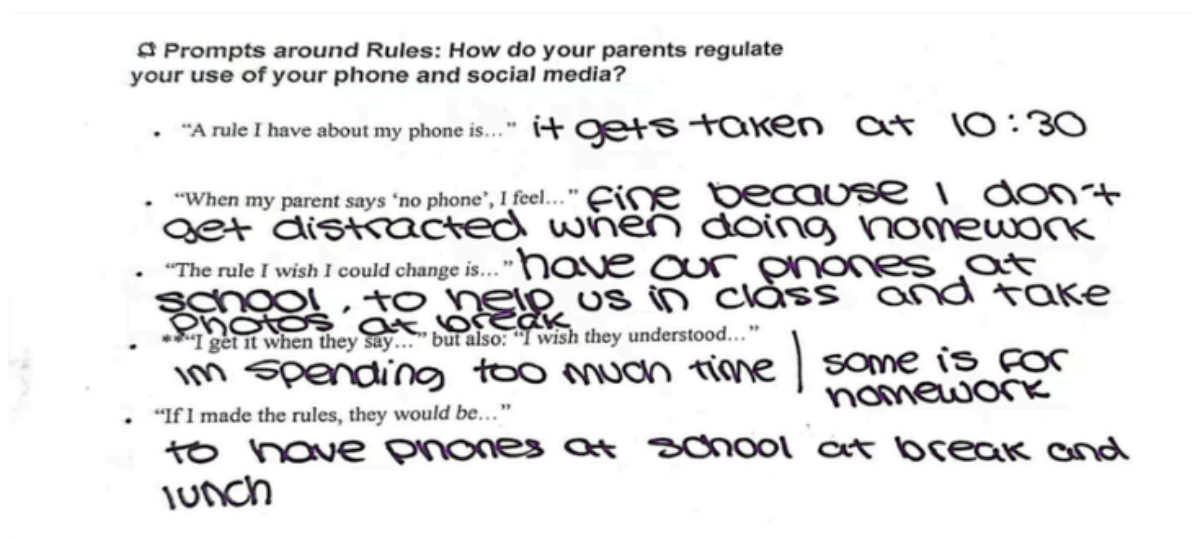 Prompts around Rules: How do your parents regulate
your use of your phone and social media?
• "A rule I have about my phone is..." it gets taken at 10:30
• "When my parent says 'no phone', I feel..." fine because I don't
get distracted when doing homework
• "The rule I wish I could change is..." have our phones at
school, to help us in class and take
photos at break
• **"I get it when they say..." but also: "I wish they understood..."
im spending too much time | some is for
homework
• "If I made the rules, they would be..."
to have phones at school at break and
lunch